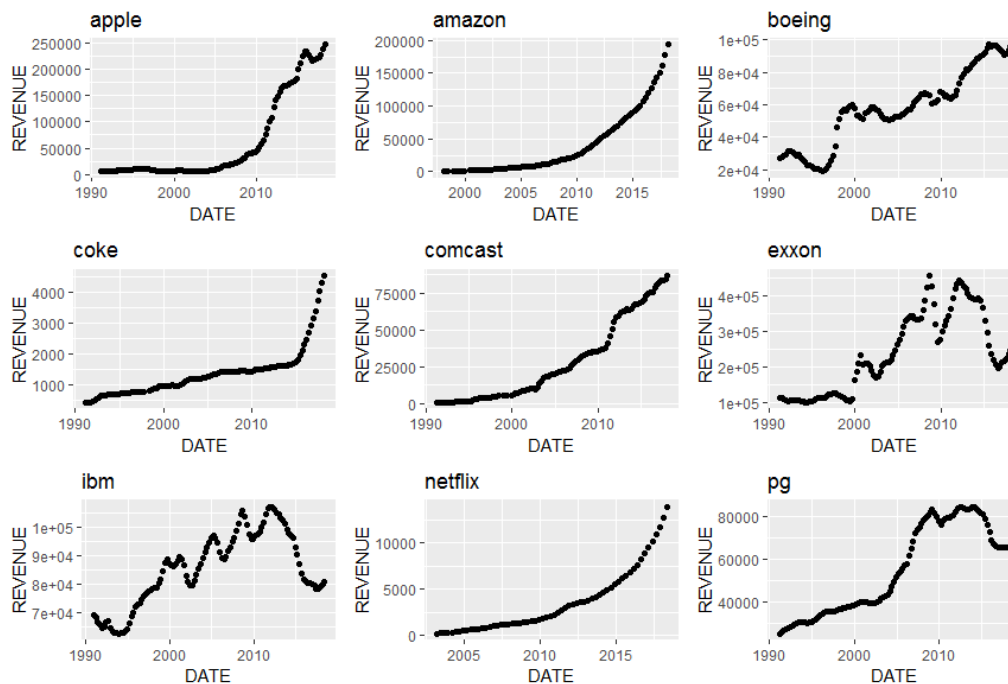 apple
250000
200000
150000
100000
50000
0
REVENUE
1990
2000
2010
DATE
amazon
200000
150000
100000
50000
0
REVENUE
2000
2005
2010
2015
DATE
boeing
1e+05
8e+04
6e+04
4e+04
2e+04
REVENUE
1990
2000
2010
DATE
coke
4000
3000
2000
1000
REVENUE
1990
2000
2010
DATE
comcast
75000
50000
25000
0
REVENUE
1990
2000
2010
DATE
exxon
4e+05
3e+05
2e+05
1e+05
REVENUE
1990
2000
2010
DATE
ibm
1e+05
9e+04
8e+04
7e+04
REVENUE
1990
2000
2010
DATE
netflix
10000
5000
0
REVENUE
2005
2010
2015
DATE
pg
80000
60000
40000
REVENUE
1990
2000
2010
DATE